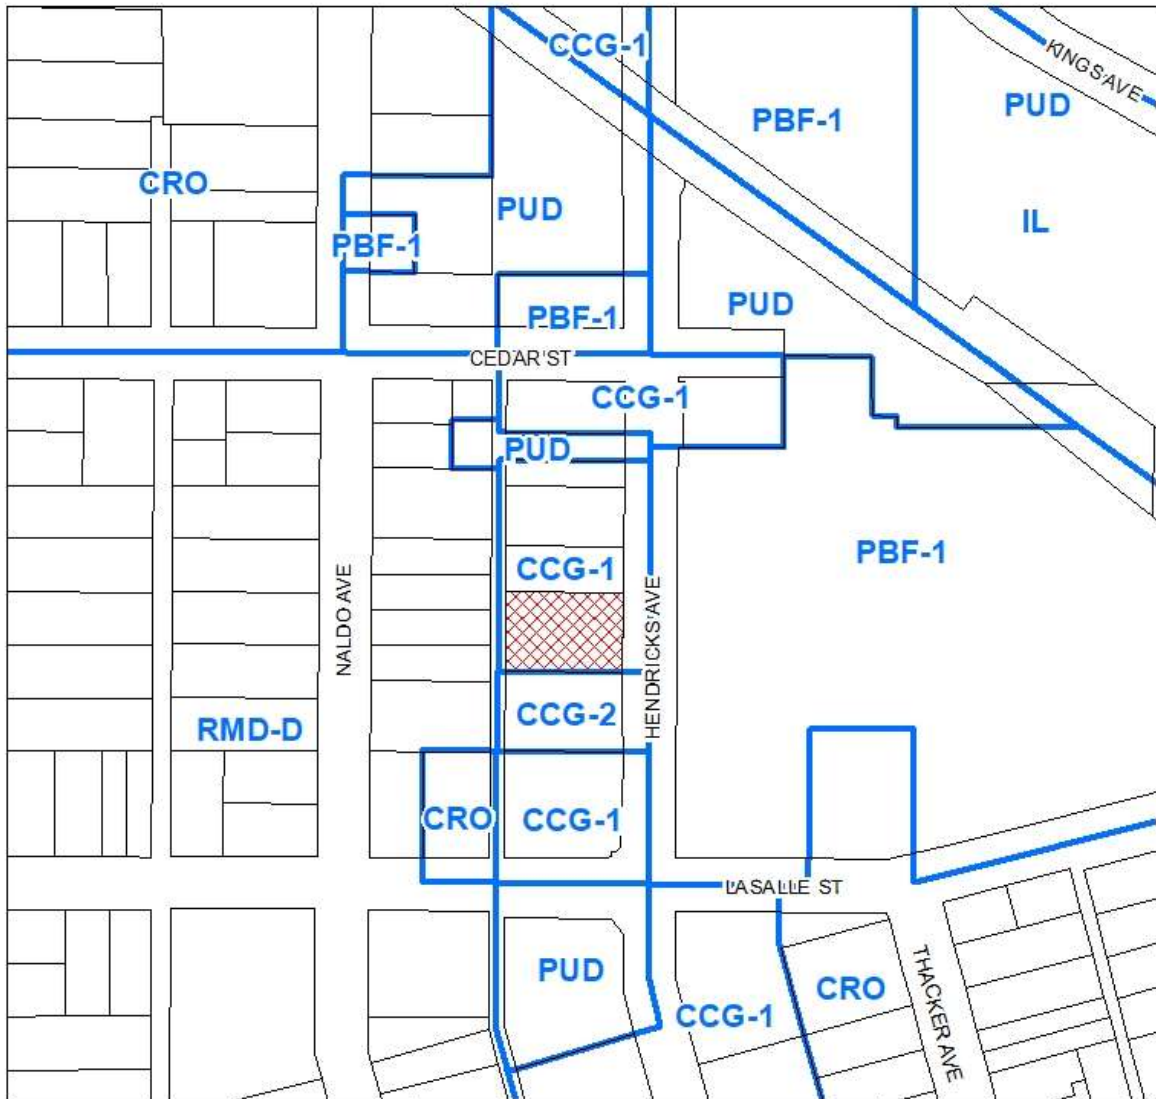 CCG-1
KINGS AVE
PUD
PBF-1
CRO
PUD
IL
PBF-1
PUD
PBF-1
CEDAR ST
CCG-1
PUD
PBF-1
CCG-1
NALDO AVE
HENDRICKS AVE
CCG-2
RMD-D
CRO
CCG-1
LASALLE ST
PUD
THACKER AVE
CRO
CCG-1